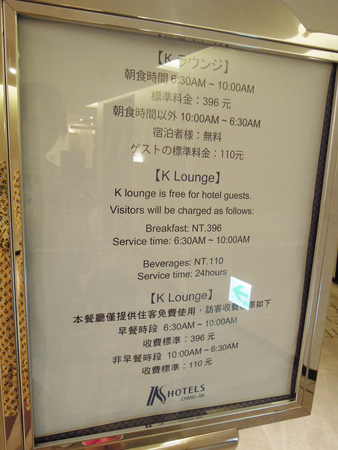 【K ラウンジ】
朝食時間 6:30AM ~ 10:00AM
標準料金：396 元
朝食時間以外 10:00AM ~ 6:30AM
宿泊者様：無料
ゲストの標準料金：110元
【K Lounge】
K lounge is free for hotel guests.
Visitors will be charged as follows:
Breakfast: NT.396
Service time: 6:30AM ~ 10:00AM
Beverages: NT.110
Service time: 24hours
【K Lounge】
本餐廳僅提供住客免費使用，訪客收費如下
早餐時段 6:30AM ~ 10:00AM
收費標準：396 元
非早餐時段 10:00AM ~ 6:30AM
收費標準：110 元
HOTELS
CHANG-AN